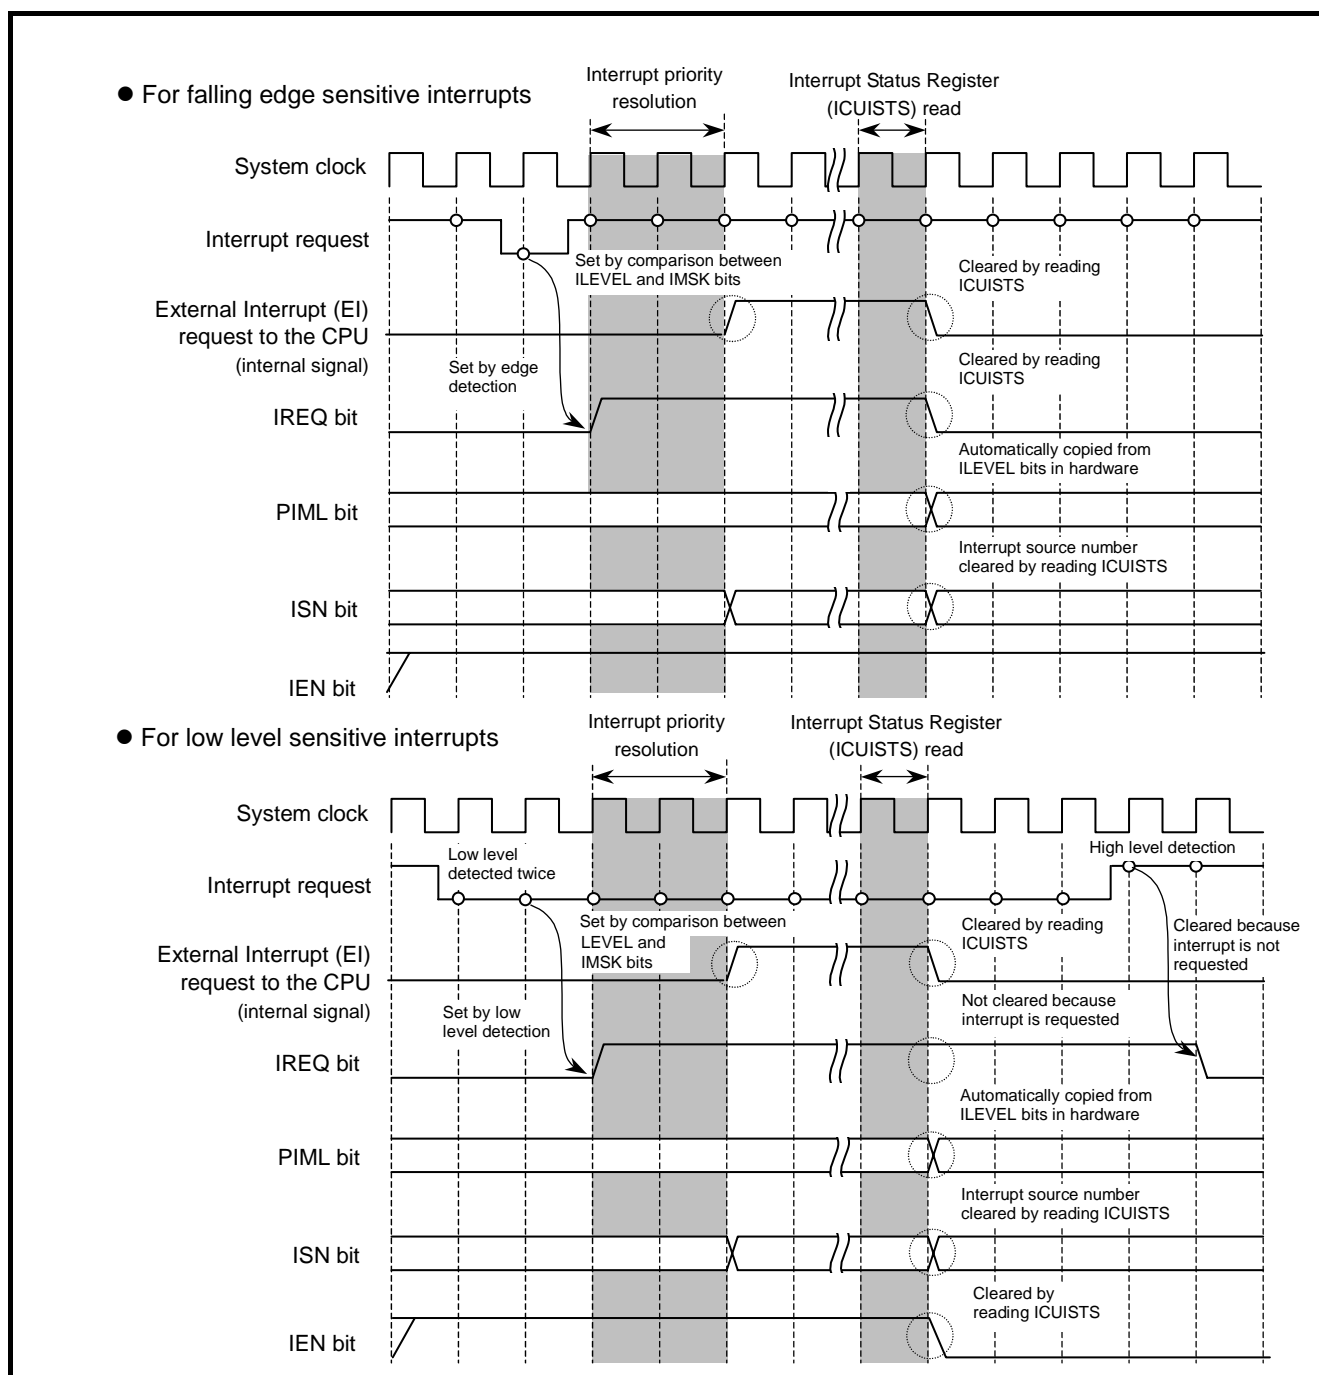 ● For falling edge sensitive interrupts
Interrupt priority
resolution
Interrupt Status Register
(ICUISTS) read
System clock
Interrupt request
Set by comparison between
ILEVEL and IMSK bits
Cleared by reading
ICUISTS
External Interrupt (EI)
request to the CPU
(internal signal)
Set by edge
detection
Cleared by reading
ICUISTS
IREQ bit
Automatically copied from
ILEVEL bits in hardware
PIML bit
Interrupt source number
cleared by reading ICUISTS
ISN bit
IEN bit
● For low level sensitive interrupts
Interrupt priority
resolution
Interrupt Status Register
(ICUISTS) read
System clock
Low level
detected twice
High level detection
Interrupt request
Set by comparison between
LEVEL and
IMSK bits
Cleared by reading
ICUISTS
Cleared because
interrupt is not
requested
External Interrupt (EI)
request to the CPU
(internal signal)
Set by low
level detection
Not cleared because
interrupt is requested
IREQ bit
Automatically copied from
ILEVEL bits in hardware
PIML bit
Interrupt source number
cleared by reading ICUISTS
ISN bit
Cleared by
reading ICUISTS
IEN bit